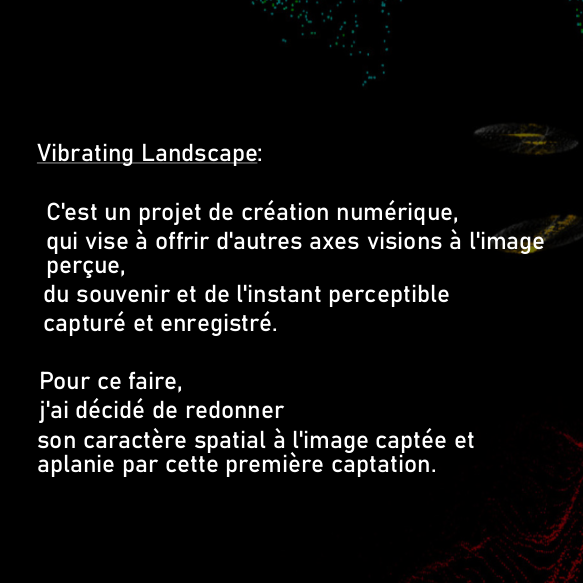 Vibrating Landscape:
C'est un projet de création numérique,
qui vise à offrir d'autres axes visions à l'image
perçue,
du souvenir et de l'instant perceptible
capturé et enregistré.
Pour ce faire,
j'ai décidé de redonner
son caractère spatial à l'image captée et
aplanie par cette première captation.